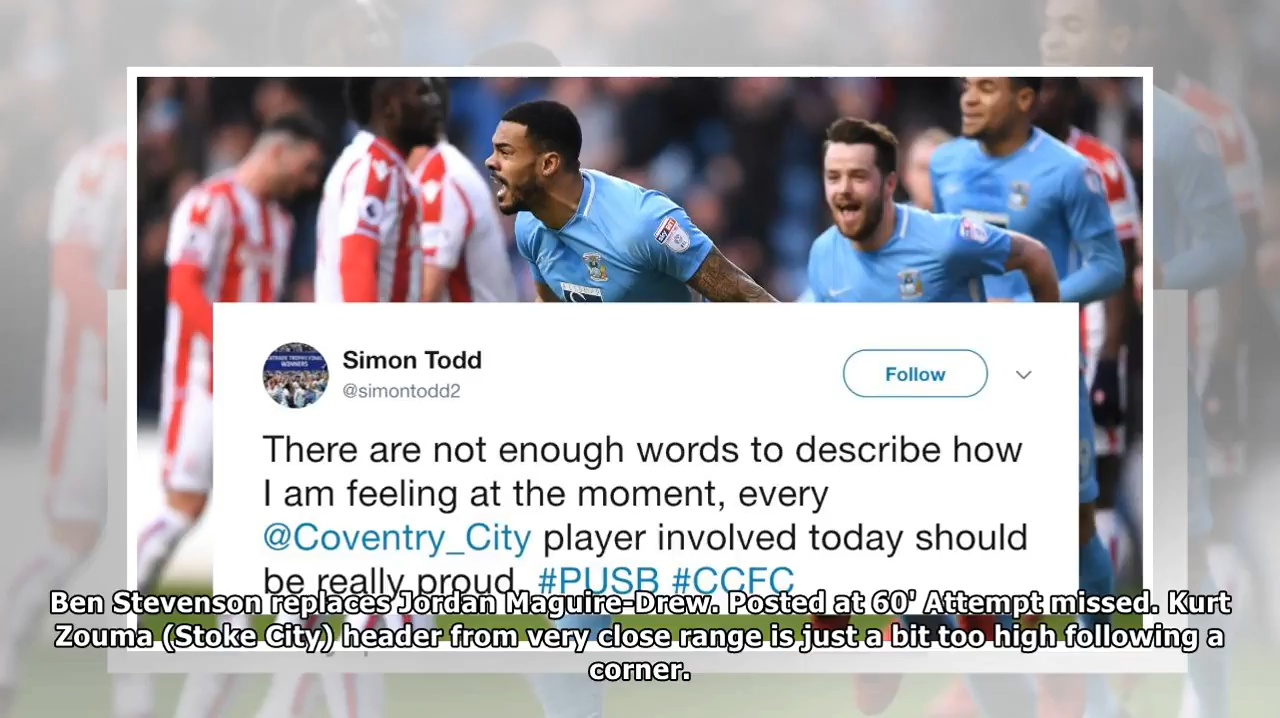 Simon Todd
@simontodd2
Follow
There are not enough words to describe how
I am feeling at the moment, every
@Coventry_City player involved today should
be really proud. #PUSB #CCFC
Ben Stevenson replaces Jordan Maguire-Drew. Posted at 60' Attempt missed. Kurt
Zouma (Stoke City) header from very close range is just a bit too high following a
corner.